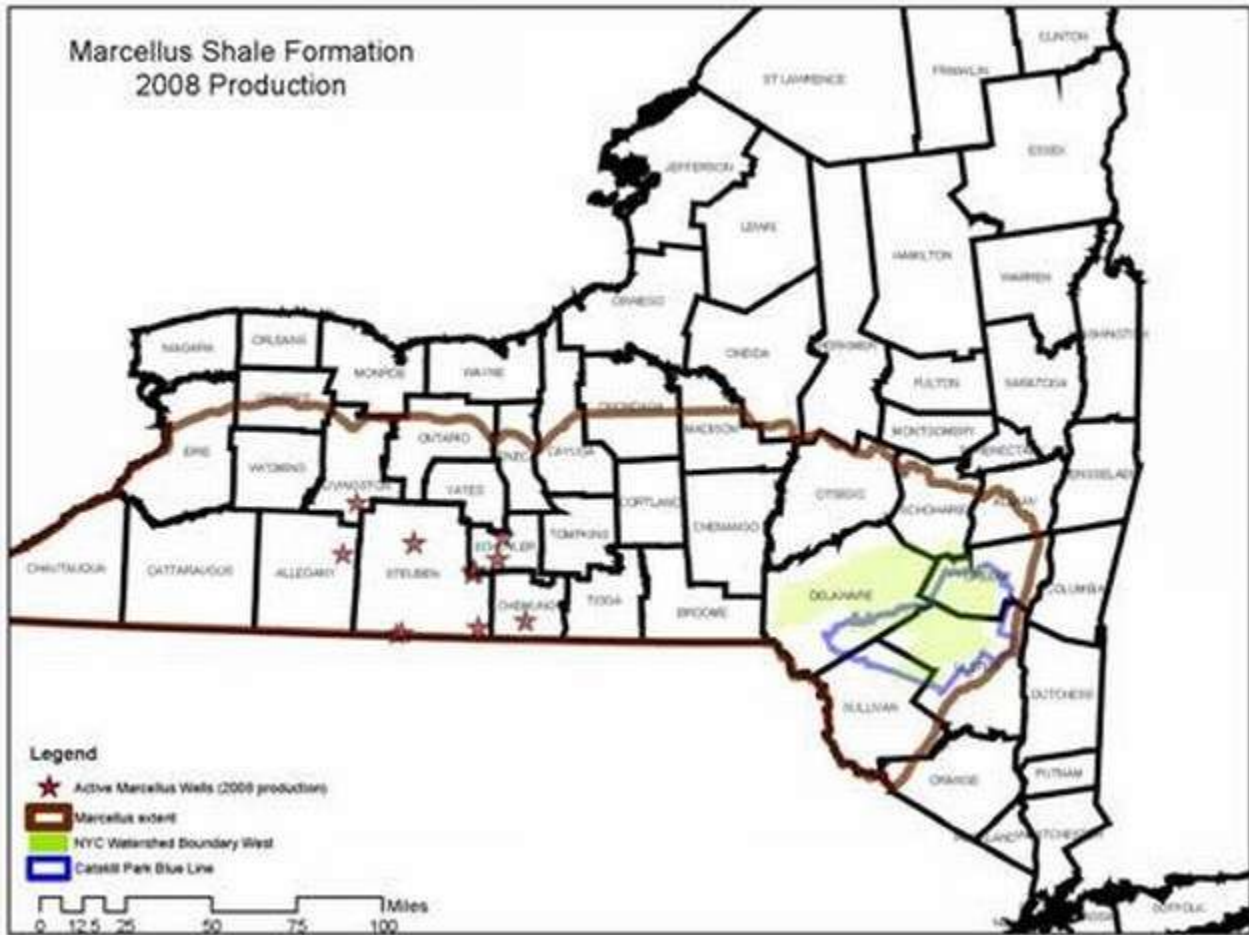 Marcellus Shale Formation
2008 Production
CLINTON
ST LAWRENCE
FRANKLIN
ESSEX
JEFFERSON
LEWIS
HAMILTON
WARREN
OSWEGO
ONEIDA
HERKIMER
NIAGARA
ORLEANS
MONROE
WAYNE
FULTON
SARATOGA
MONTGOMERY
ONONDAGA
MADISON
ONTARIO
CAYUGA
ERIE
WYOMING
LIVINGSTON
YATES
CORTLAND
OTSEGO
SCHOHARIE
ALBANY
CHENANGO
TOMPKINS
CHAUTAUQUA
CATTARAUGUS
ALLEGANY
STEUBEN
CHEMUNG
TIOGA
BROOME
DELAWARE
COLUMBIA
SULLIVAN
DUTCHESS
ORANGE
PUTNAM
SUFFOLK
Legend
Active Marcellus Wells (2008 production)
Marcellus extent
NYC Watershed Boundary West
Catskill Park Blue Line
0 12.5 25 50 75 100 Miles